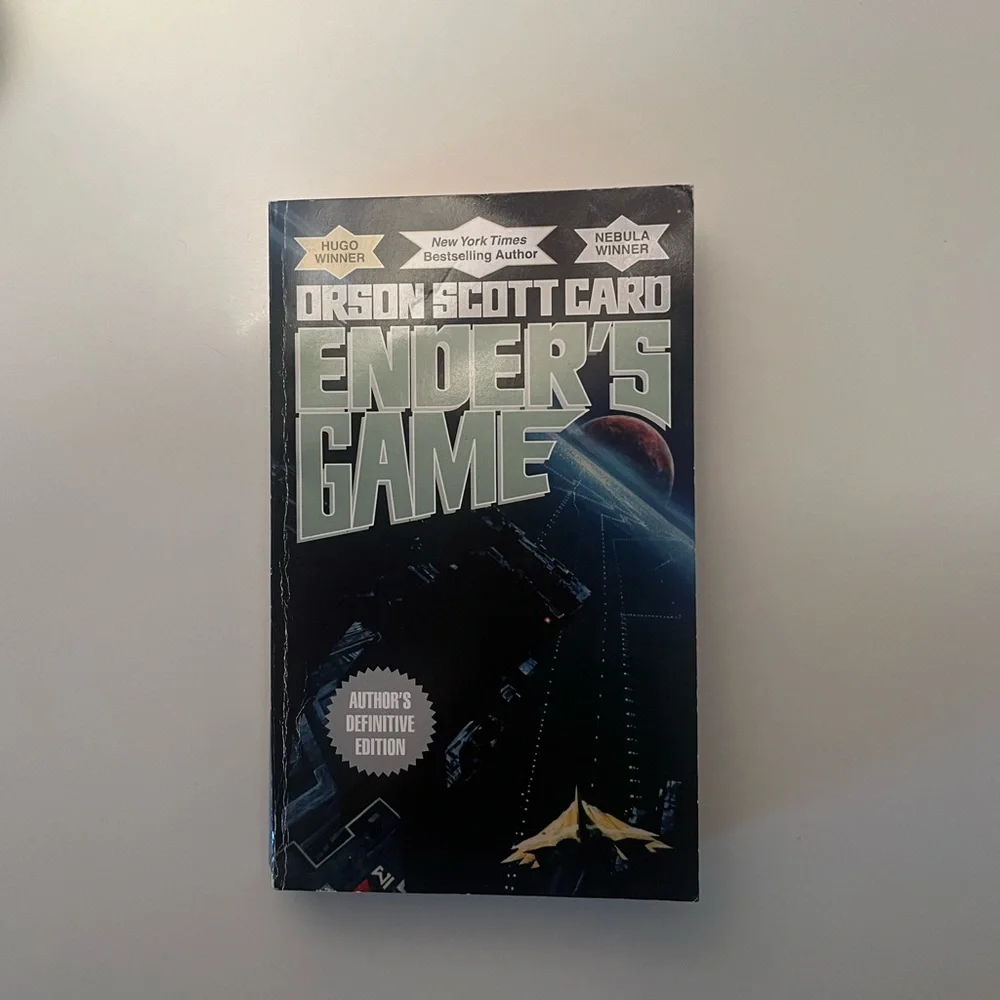 HUGO
WINNER
New York Times
Bestselling Author
NEBULA
WINNER
ORSON SCOTT CARD
ENDER'S
GAME
AUTHOR'S
DEFINITIVE
EDITION